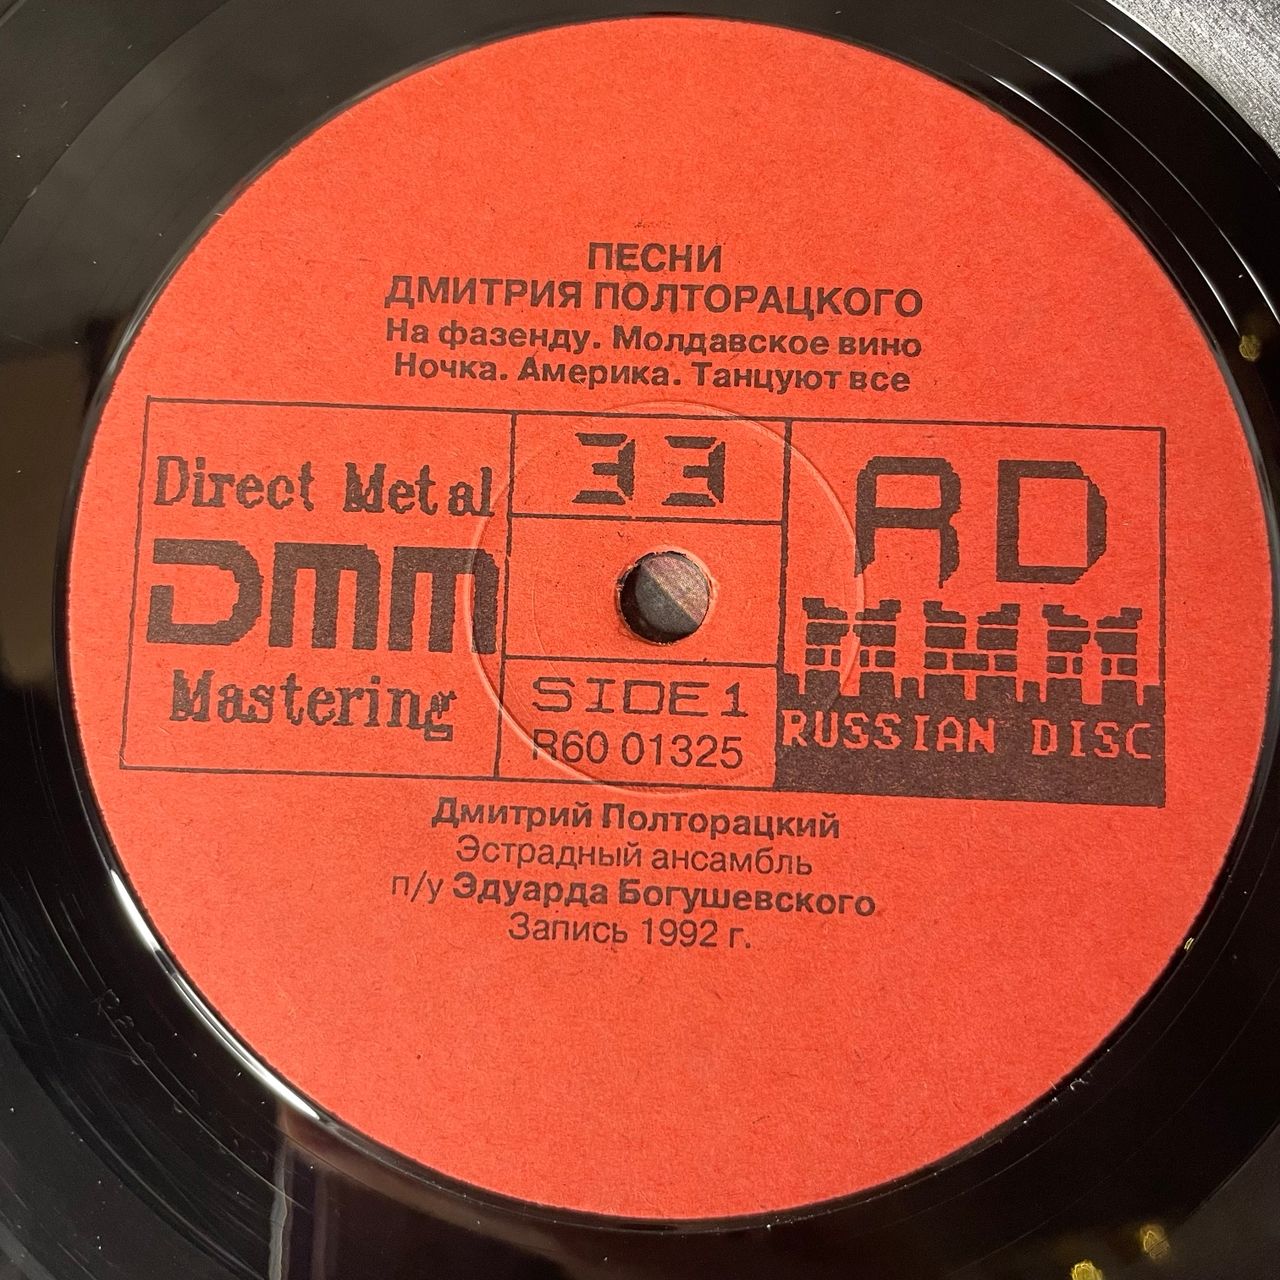 ПЕСНИ
ДМИТРИЯ ПОЛТОРАЦКОГО
На фазенду. Молдавское вино
Ночка. Америка. Танцуют все
Direct Metal
DMM
Mastering
33
SIDE 1
R60 01325
RD
RUSSIAN DISC
Дмитрий Полторацкий
Эстрадный ансамбль
п/у Эдуарда Богушевского
Запись 1992 г.